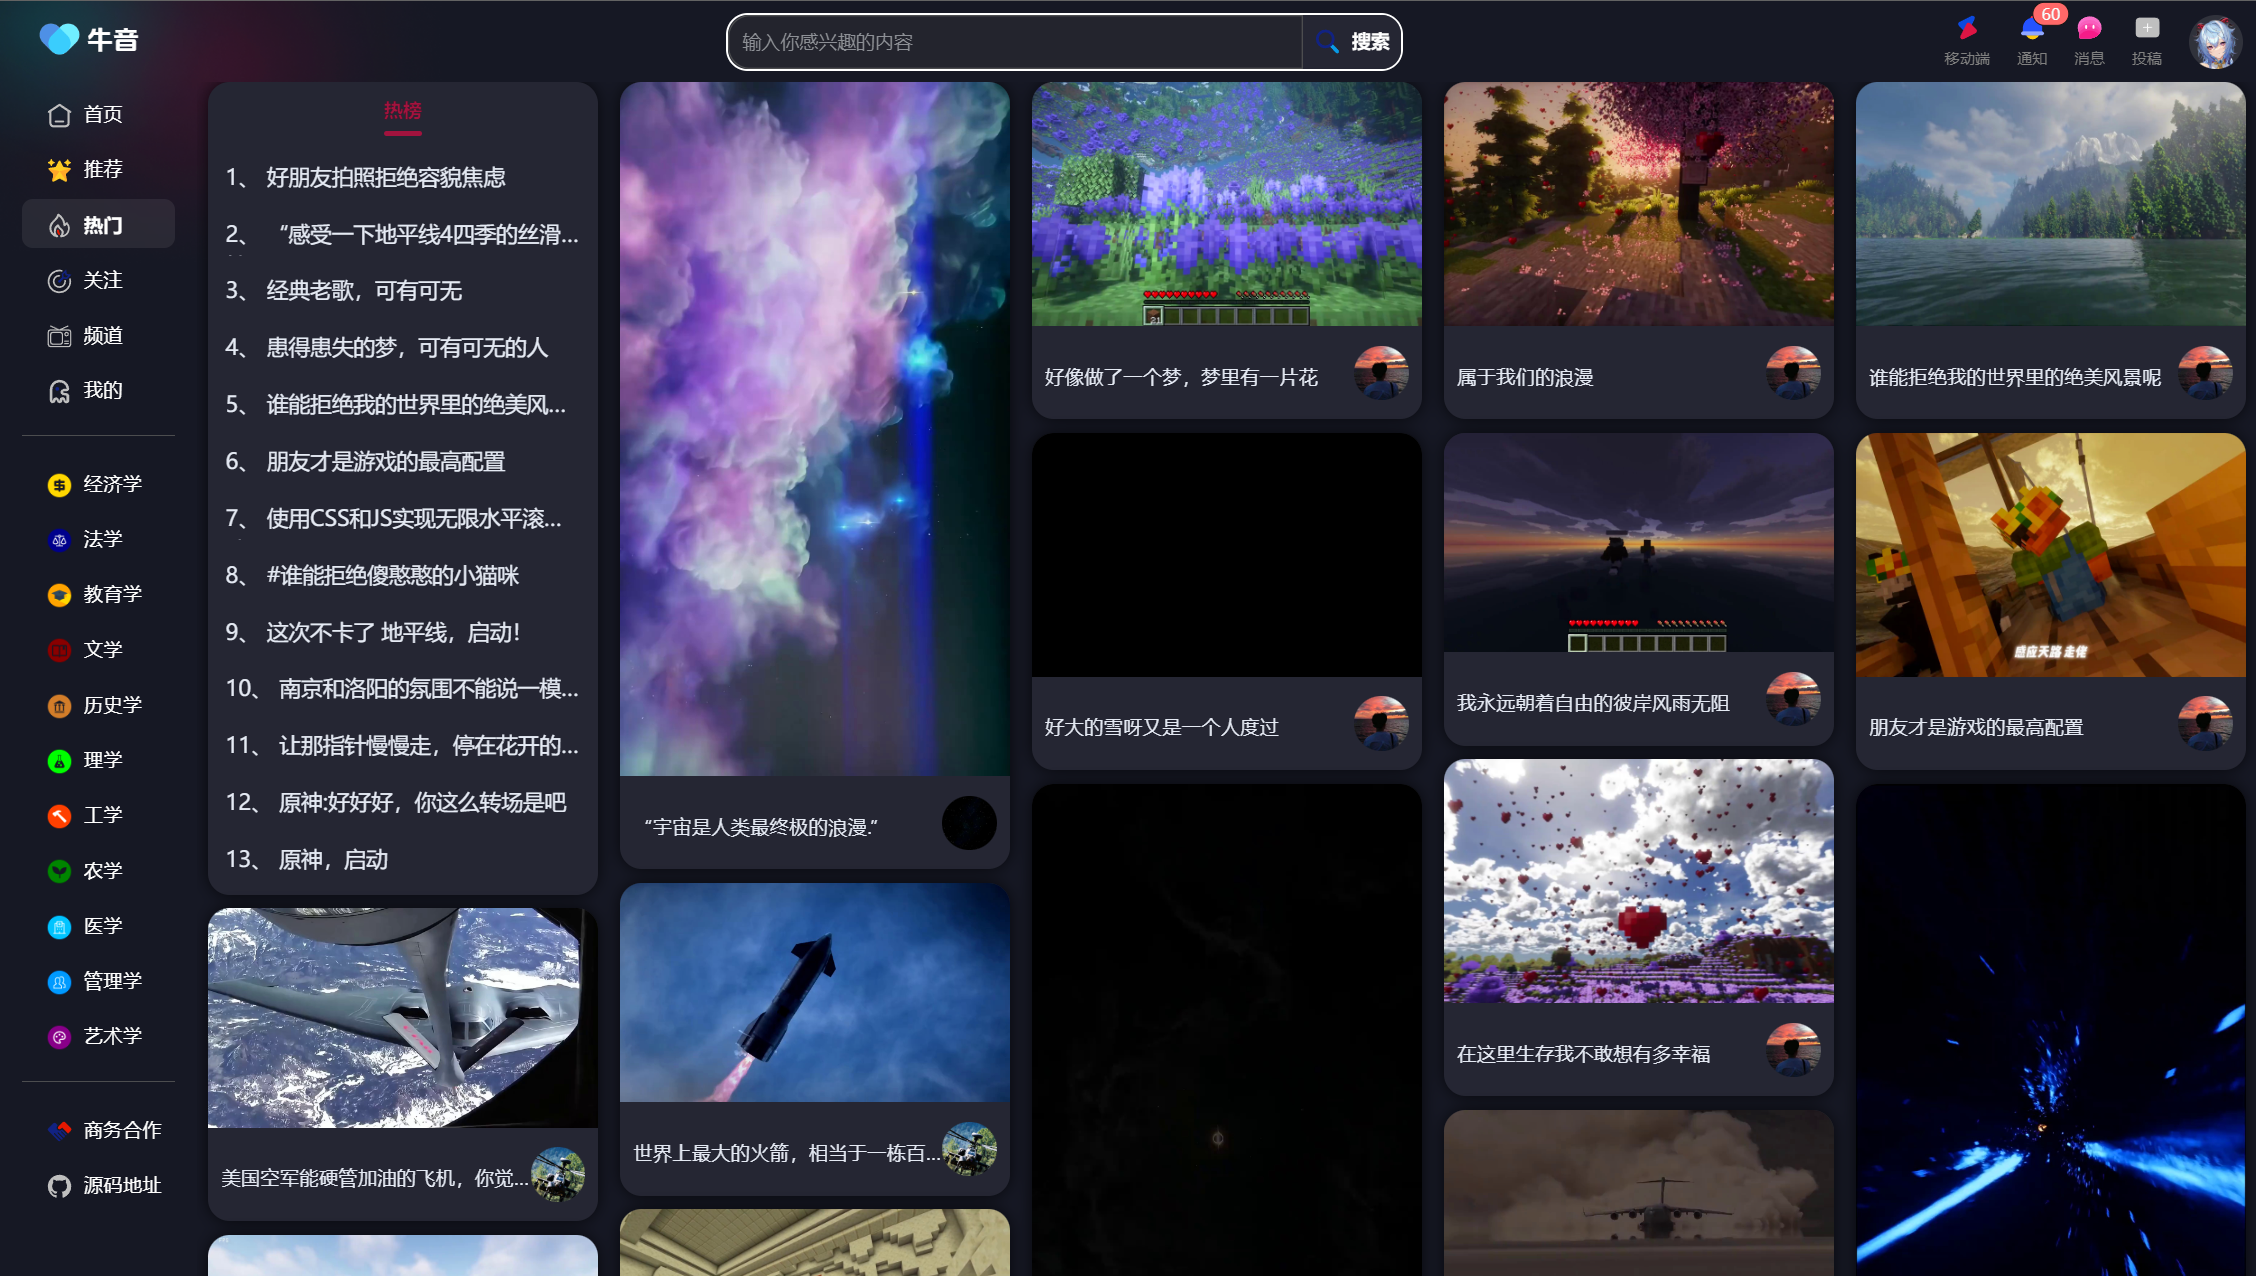 牛音
输入你感兴趣的内容
搜索
60
移动端
通知
消息
投稿
首页
推荐
热门
关注
频道
我的
经济学
法学
教育学
文学
历史学
理学
工学
农学
医学
管理学
艺术学
商务合作
源码地址
热榜
1、 好朋友拍照拒绝容貌焦虑
2、 “感受一下地平线4四季的丝滑...
3、 经典老歌，可有可无
4、 患得患失的梦，可有可无的人
5、 谁能拒绝我的世界里的绝美风...
6、 朋友才是游戏的最高配置
7、 使用CSS和JS实现无限水平滚...
8、 #谁能拒绝傻憨憨的小猫咪
9、 这次不卡了 地平线，启动！
10、 南京和洛阳的氛围不能说一模...
11、 让那指针慢慢走，停在花开的...
12、 原神:好好好，你这么转场是吧
13、 原神，启动
美国空军能硬管加油的飞机，你觉...
“宇宙是人类最终极的浪漫.”
世界上最大的火箭，相当于一栋百...
21
好像做了一个梦，梦里有一片花
好大的雪呀又是一个人度过
属于我们的浪漫
我永远朝着自由的彼岸风雨无阻
在这里生存我不敢想有多幸福
谁能拒绝我的世界里的绝美风景呢
感应天路 走佬
朋友才是游戏的最高配置